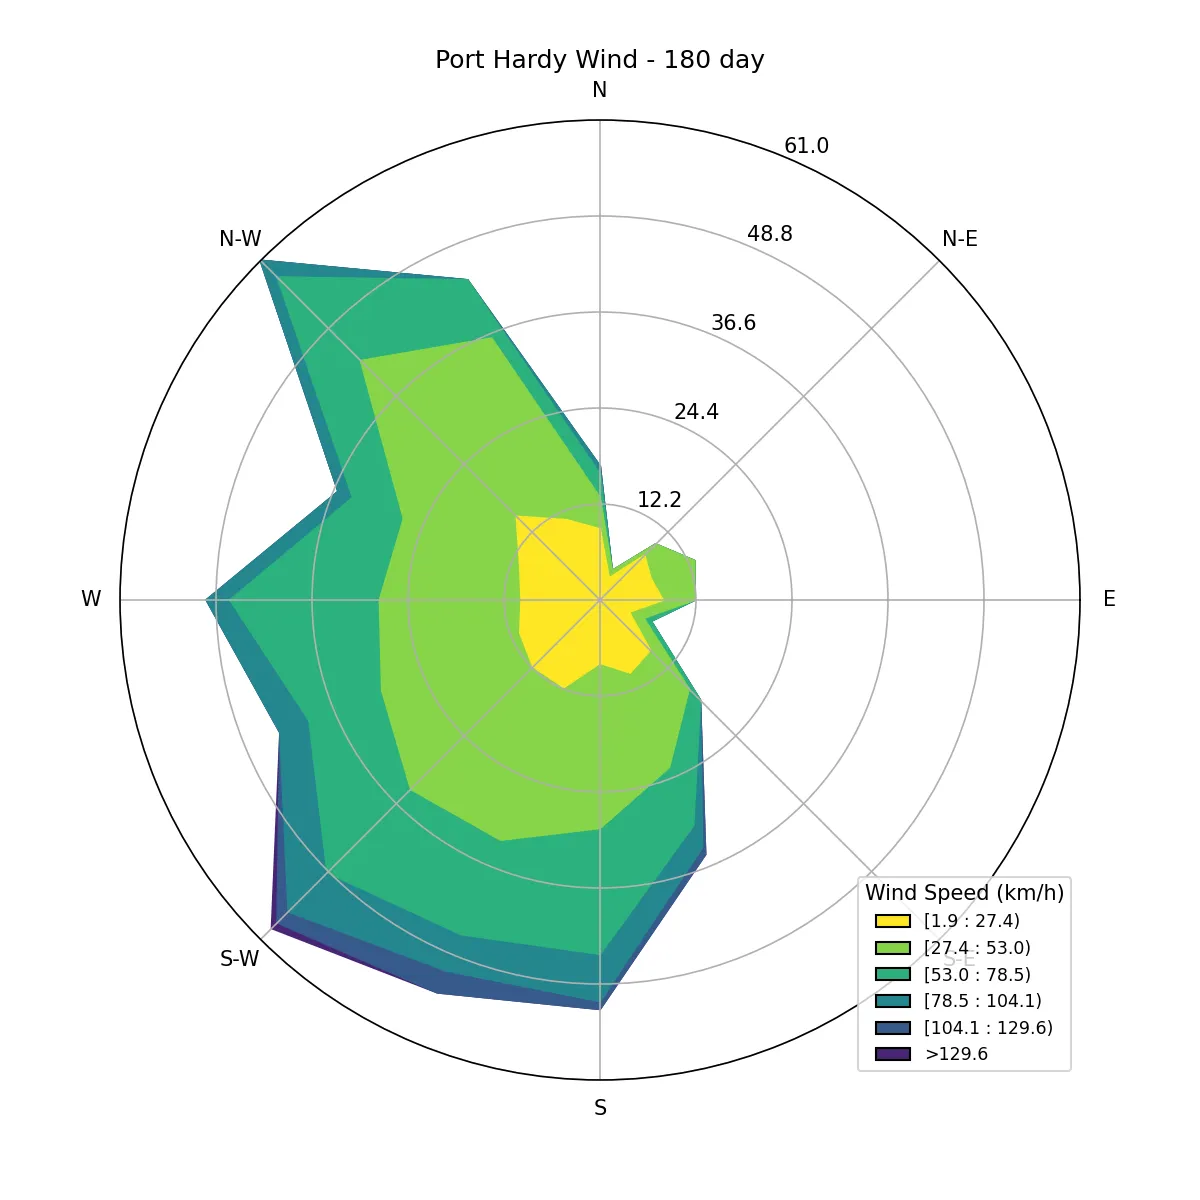 Port Hardy Wind - 180 day
N
61.0
N-W
N-E
48.8
36.6
24.4
12.2
W
E
S-W
S-E
S
Wind Speed (km/h)
[1.9 : 27.4)
[27.4 : 53.0)
[53.0 : 78.5)
[78.5 : 104.1)
[104.1 : 129.6)
>129.6